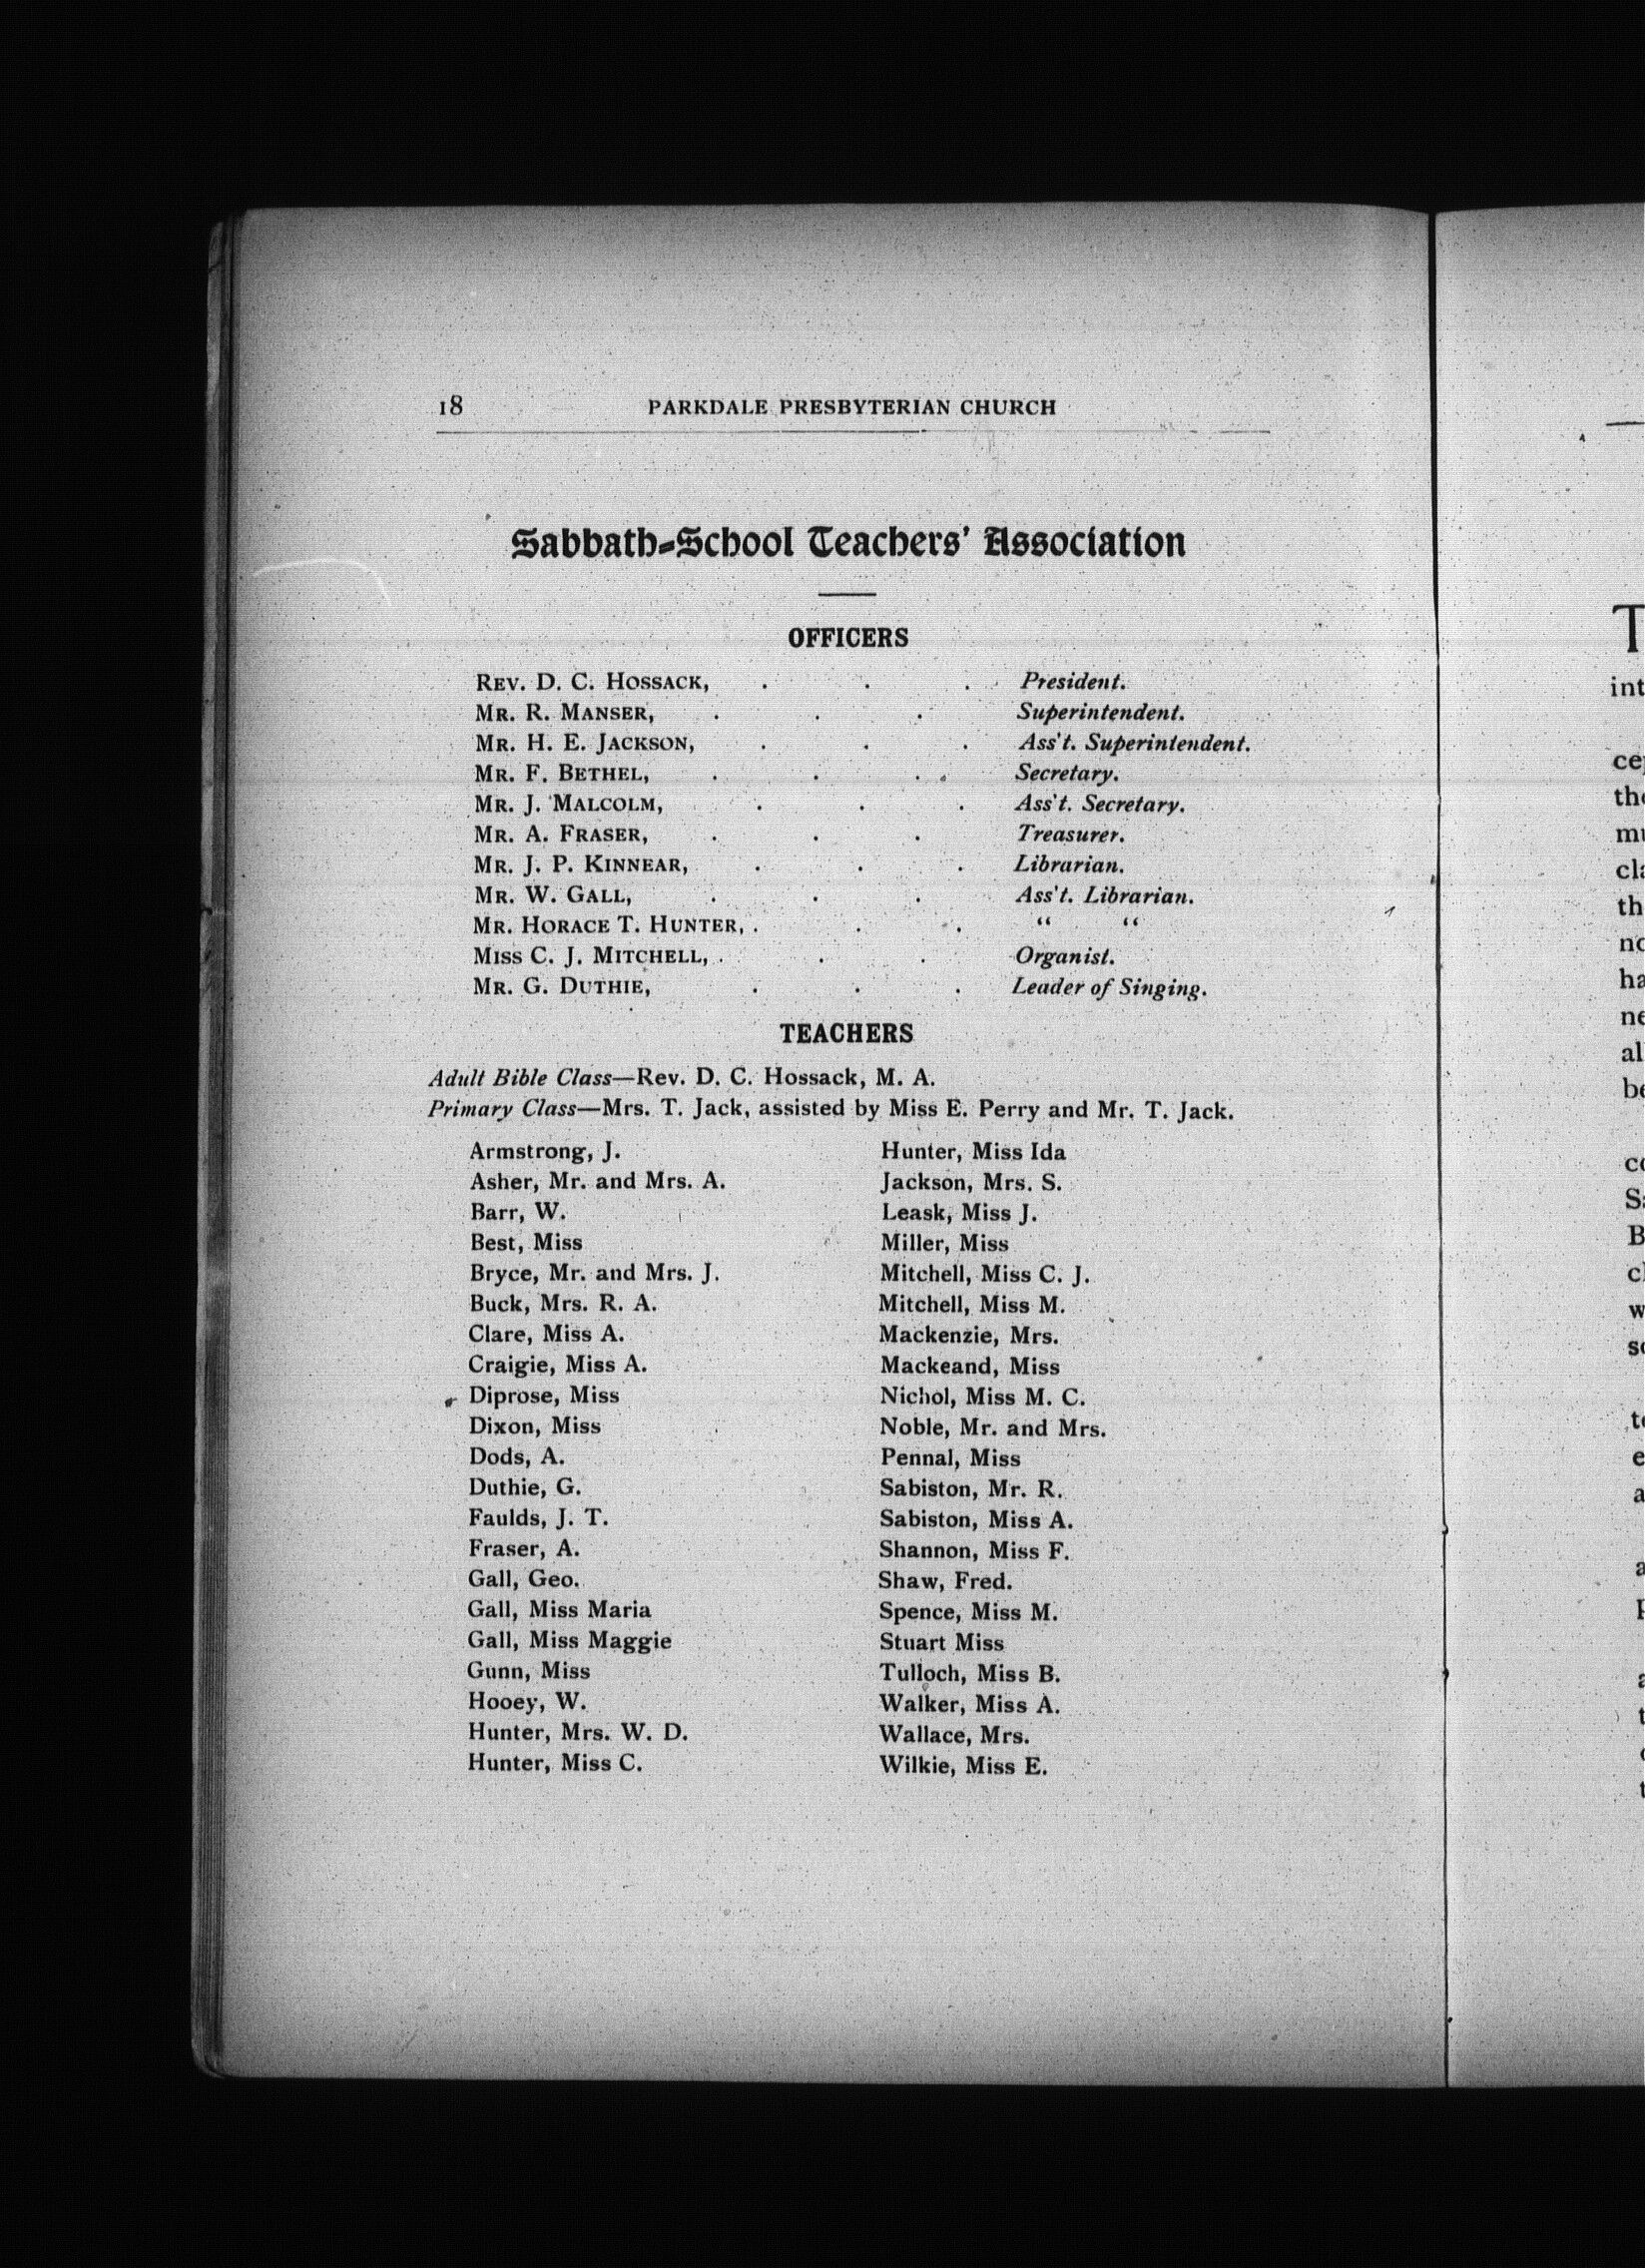 18 PARKDALE PRESBYTERIAN CHURCH
Sabbath-School Teachers' Association
OFFICERS
REV. D. C. HOSSACK, . . . President.
MR. R. MANSER, . . . Superintendent.
MR. H. E. JACKSON, . . . Ass't. Superintendent.
MR. F. BETHEL, . . . Secretary.
MR. J. MALCOLM, . . . Ass't. Secretary.
MR. A. FRASER, . . . Treasurer.
MR. J. P. KINNEAR, . . . Librarian.
MR. W. GALL, . . . Ass't. Librarian.
MR. HORACE T. HUNTER, . . . “ “
MISS C. J. MITCHELL, . . . Organist.
MR. G. DUTHIE, . . . Leader of Singing.
TEACHERS
Adult Bible Class—Rev. D. C. Hossack, M. A.
Primary Class—Mrs. T. Jack, assisted by Miss E. Perry and Mr. T. Jack.
Armstrong, J.
Asher, Mr. and Mrs. A.
Barr, W.
Best, Miss
Bryce, Mr. and Mrs. J.
Buck, Mrs. R. A.
Clare, Miss A.
Craigie, Miss A.
Diprose, Miss
Dixon, Miss
Dods, A.
Duthie, G.
Faulds, J. T.
Fraser, A.
Gall, Geo.
Gall, Miss Maria
Gall, Miss Maggie
Gunn, Miss
Hooey, W.
Hunter, Mrs. W. D.
Hunter, Miss C.
Hunter, Miss Ida
Jackson, Mrs. S.
Leask, Miss J.
Miller, Miss
Mitchell, Miss C. J.
Mitchell, Miss M.
Mackenzie, Mrs.
Mackeand, Miss
Nichol, Miss M. C.
Noble, Mr. and Mrs.
Pennal, Miss
Sabiston, Mr. R.
Sabiston, Miss A.
Shannon, Miss F.
Shaw, Fred.
Spence, Miss M.
Stuart Miss
Tulloch, Miss B.
Walker, Miss A.
Wallace, Mrs.
Wilkie, Miss E.